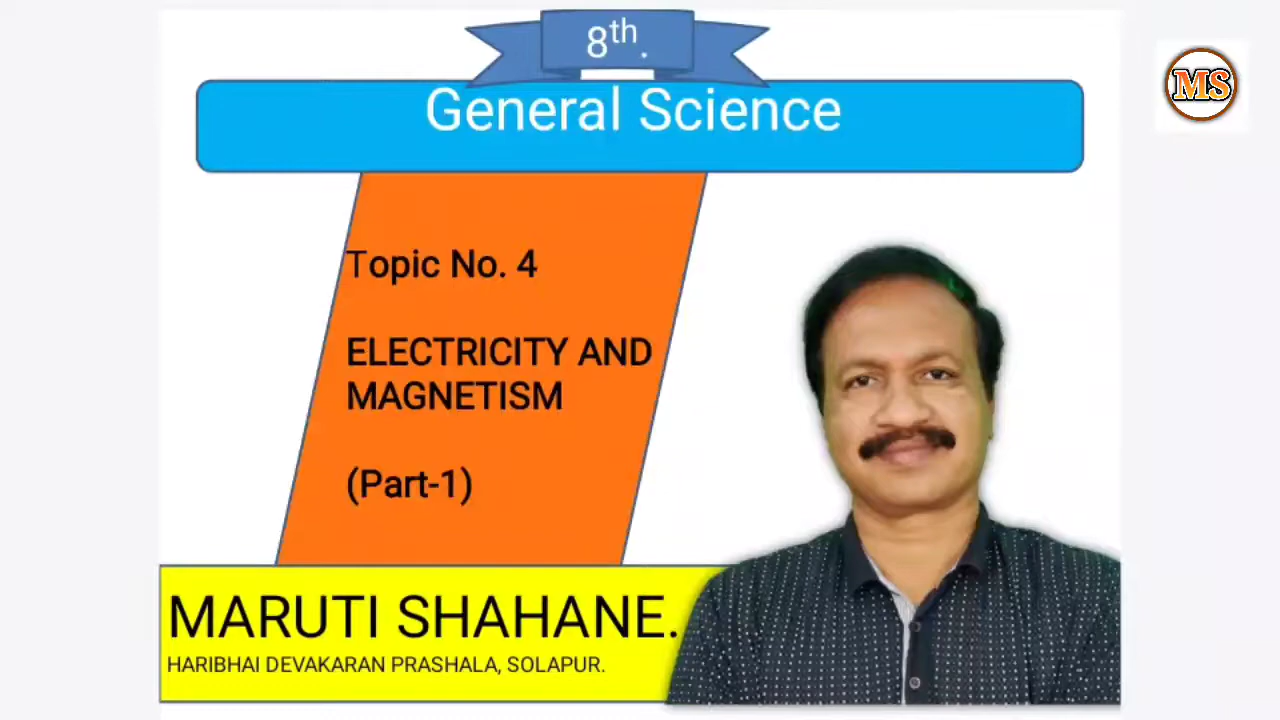 8th.
General Science
MS
Topic No. 4
ELECTRICITY AND
MAGNETISM
(Part-1)
MARUTI SHAHANE.
HARIBHAI DEVAKARAN PRASHALA, SOLAPUR.